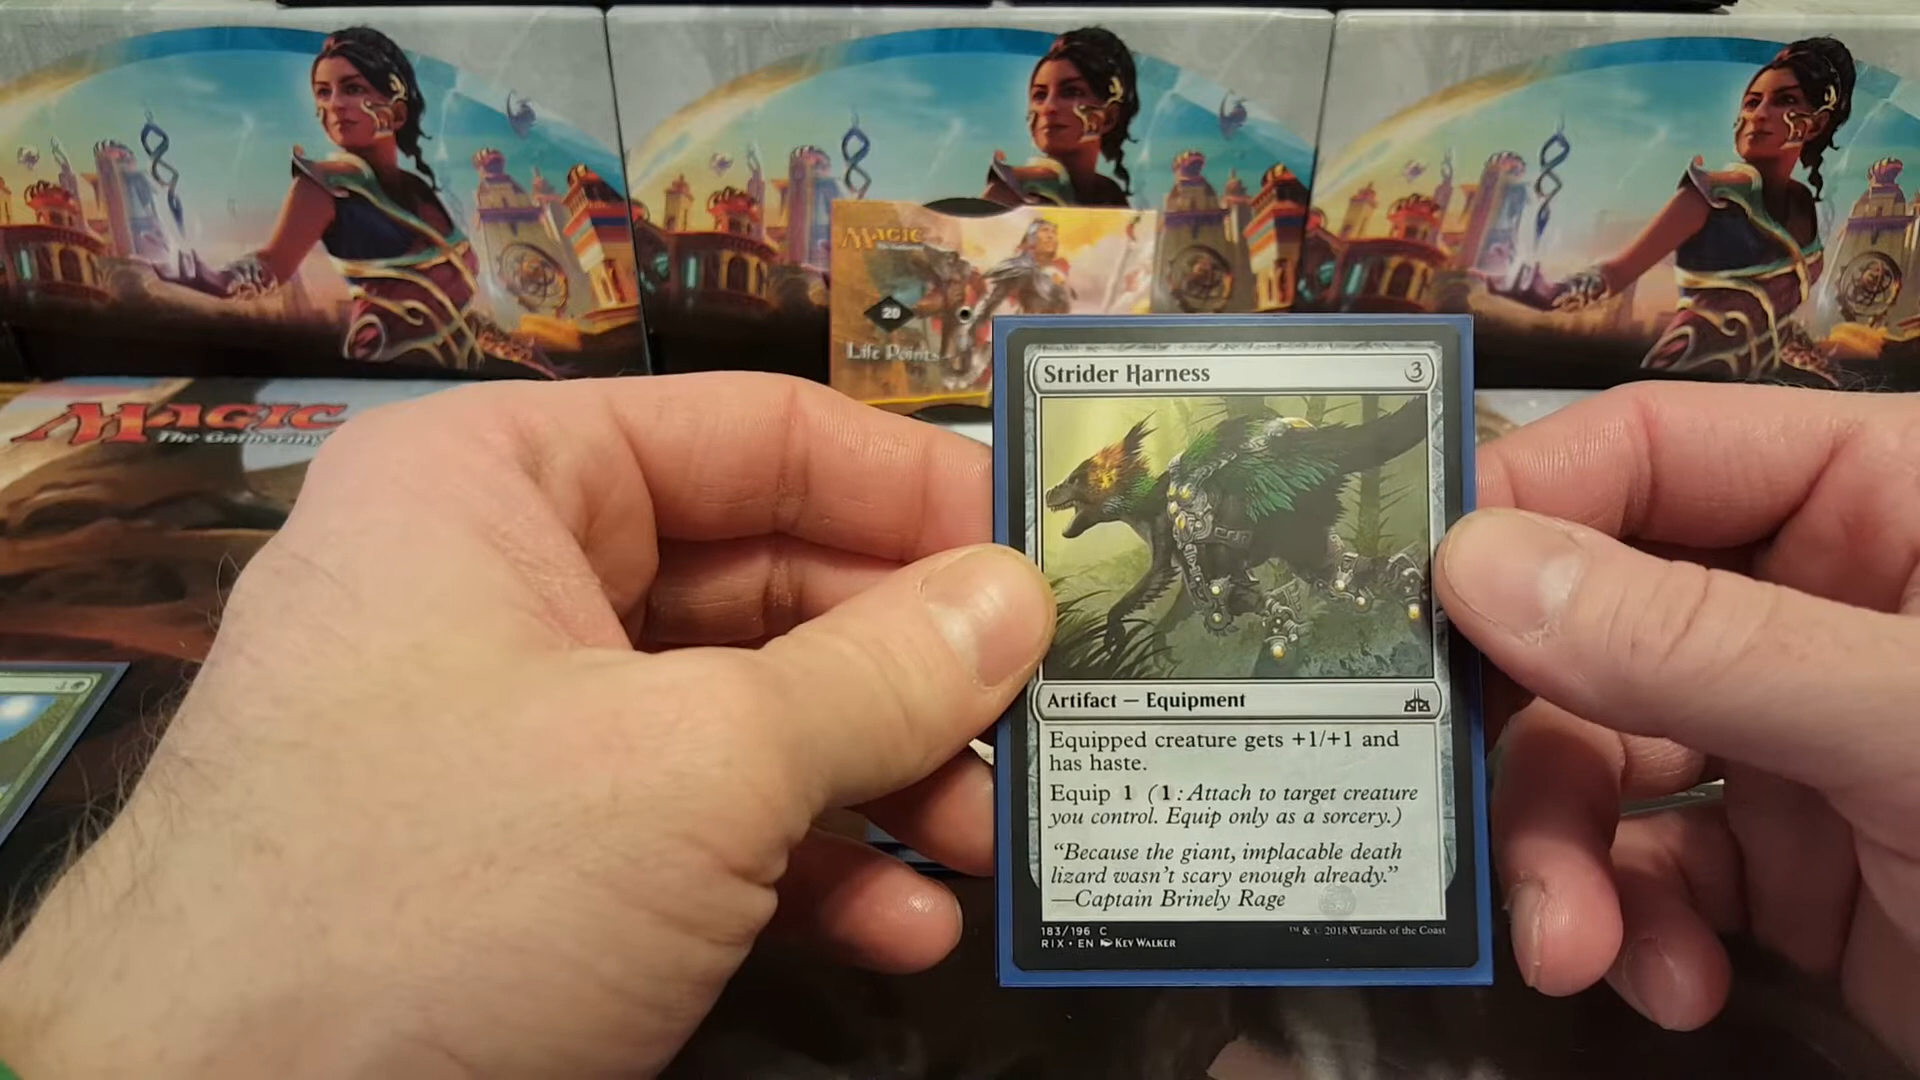 MAGIC
20
Life Points
MAGIC
The Gathering
Strider Harness 3
Artifact — Equipment
Equipped creature gets +1/+1 and
has haste.
Equip 1 (1: Attach to target creature
you control. Equip only as a sorcery.)
“Because the giant, implacable death
lizard wasn’t scary enough already.”
—Captain Brinely Rage
183/196 C
RIX • EN Kev Walker
™ & © 2018 Wizards of the Coast